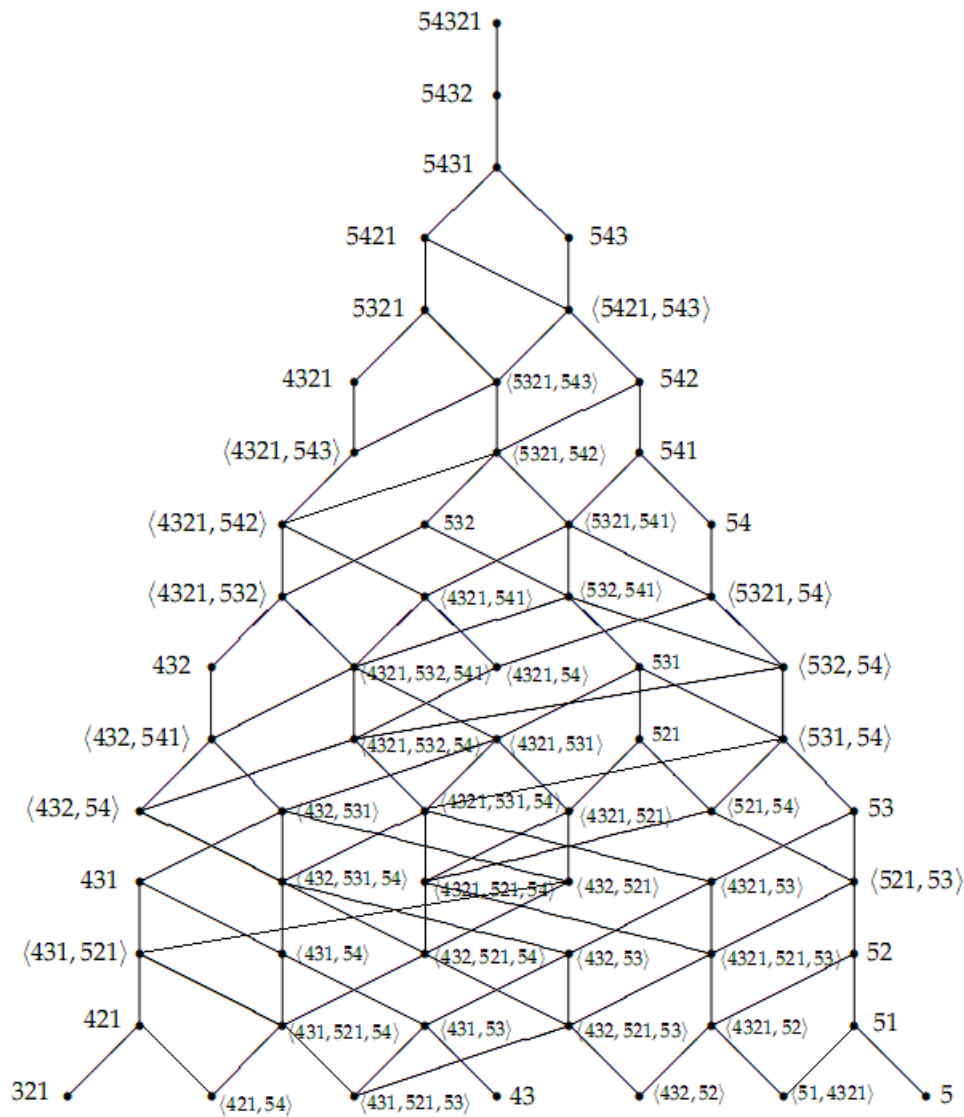 54321
5432
5431
5421 543
5321 ⟨5421, 543⟩
4321 ⟨5321, 543⟩ 542
⟨4321, 543⟩ ⟨5321, 542⟩ 541
⟨4321, 542⟩ 532 ⟨5321, 541⟩ 54
⟨4321, 532⟩ ⟨4321, 541⟩ ⟨532, 541⟩ ⟨5321, 54⟩
432 ⟨4321, 532, 541⟩ ⟨4321, 54⟩ 531 ⟨532, 54⟩
⟨432, 541⟩ ⟨4321, 532, 54⟩ ⟨4321, 531⟩ 521 ⟨531, 54⟩
⟨432, 54⟩ ⟨432, 531⟩ ⟨4321, 531, 54⟩ ⟨4321, 521⟩ ⟨521, 54⟩ 53
431 ⟨432, 531, 54⟩ ⟨4321, 521, 54⟩ ⟨432, 521⟩ ⟨4321, 53⟩ ⟨521, 53⟩
⟨431, 521⟩ ⟨431, 54⟩ ⟨432, 521, 54⟩ ⟨432, 53⟩ ⟨4321, 521, 53⟩ 52
421 ⟨431, 521, 54⟩ ⟨431, 53⟩ ⟨432, 521, 53⟩ ⟨4321, 52⟩ 51
321 ⟨421, 54⟩ ⟨431, 521, 53⟩ 43 ⟨432, 52⟩ ⟨51, 4321⟩ 5